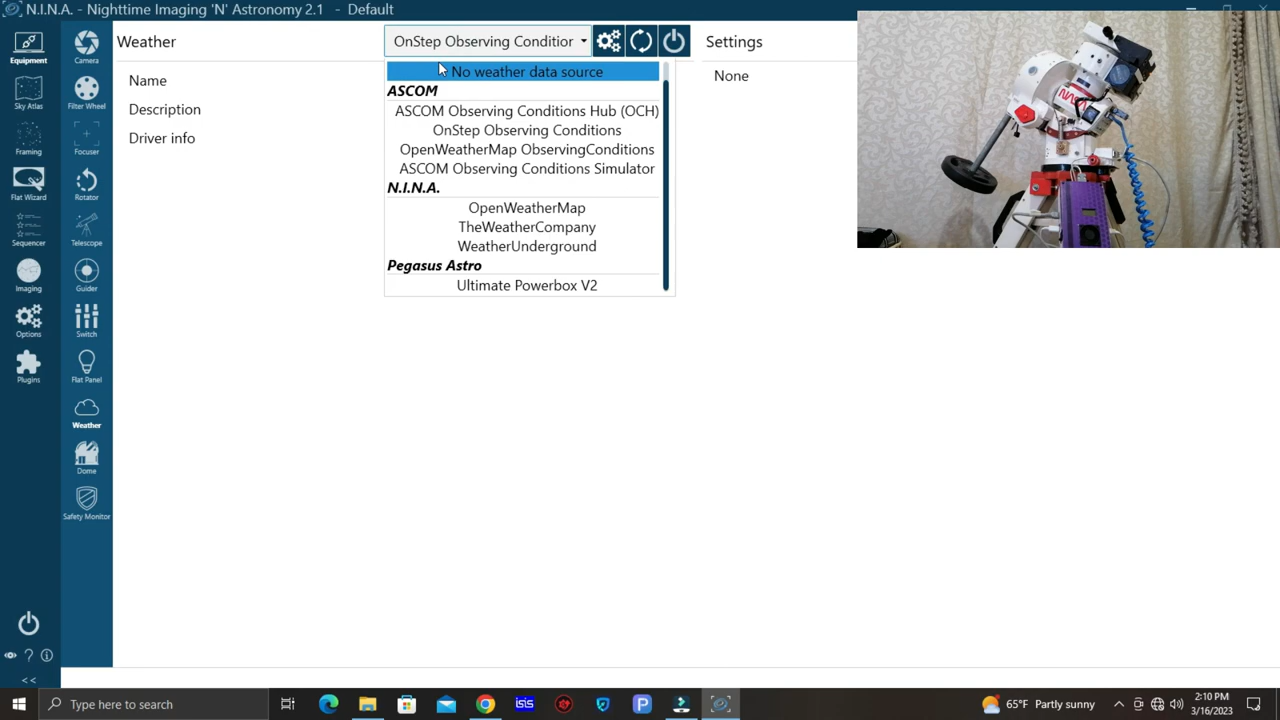 N.I.N.A. - Nighttime Imaging 'N' Astronomy 2.1 - Default
Equipment
Sky Atlas
Framing
Flat Wizard
Sequencer
Imaging
Options
Plugins
<<
Camera
Filter Wheel
Focuser
Rotator
Telescope
Guider
Switch
Flat Panel
Weather
Dome
Safety Monitor
Weather
Name
Description
Driver info
OnStep Observing Condition
No weather data source
ASCOM
ASCOM Observing Conditions Hub (OCH)
OnStep Observing Conditions
OpenWeatherMap ObservingConditions
ASCOM Observing Conditions Simulator
N.I.N.A.
OpenWeatherMap
TheWeatherCompany
WeatherUnderground
Pegasus Astro
Ultimate Powerbox V2
Settings
None
NASA
Type here to search
isis
65°F Partly sunny
2:10 PM
3/16/2023